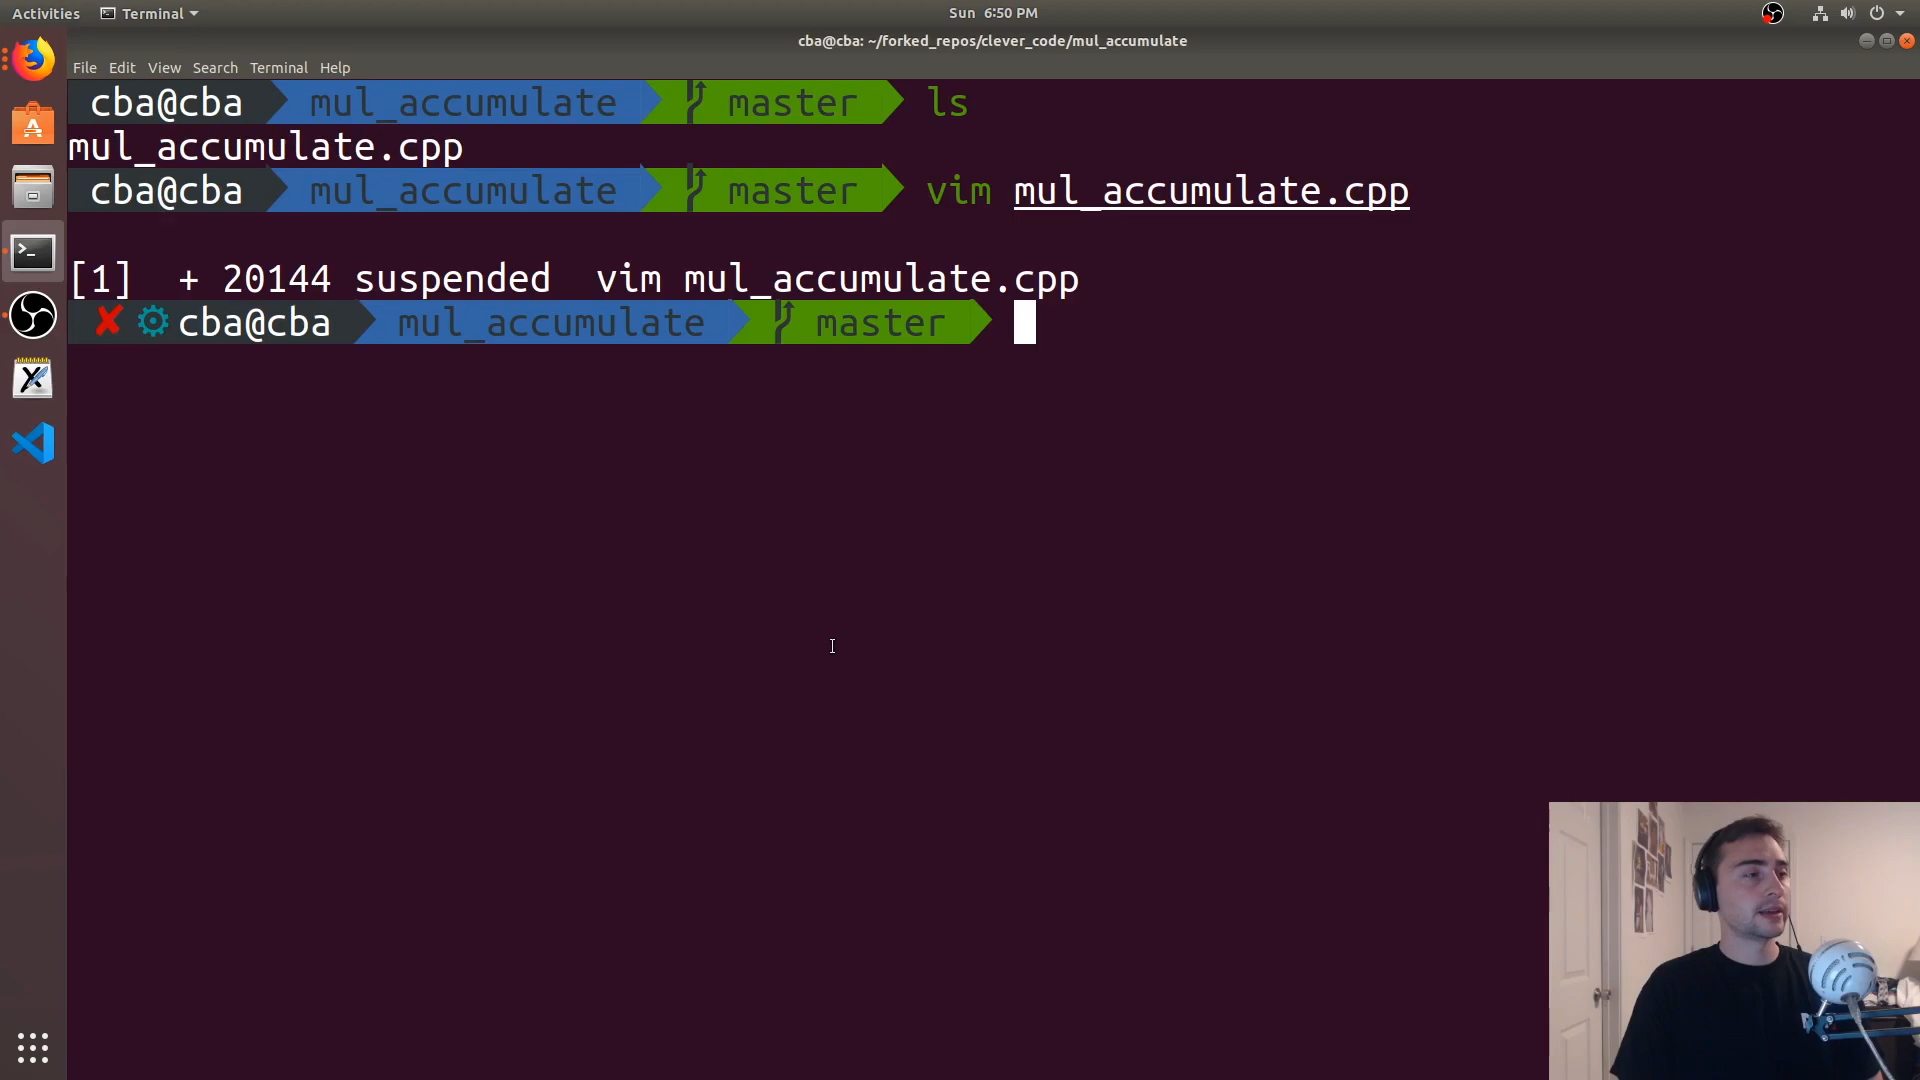 Activities Terminal Sun 6:50 PM
cba@cba: ~/forked_repos/clever_code/mul_accumulate
File Edit View Search Terminal Help
cba@cba mul_accumulate master ls
mul_accumulate.cpp
cba@cba mul_accumulate master vim mul_accumulate.cpp
[1] + 20144 suspended vim mul_accumulate.cpp
✘ ⚙ cba@cba mul_accumulate master